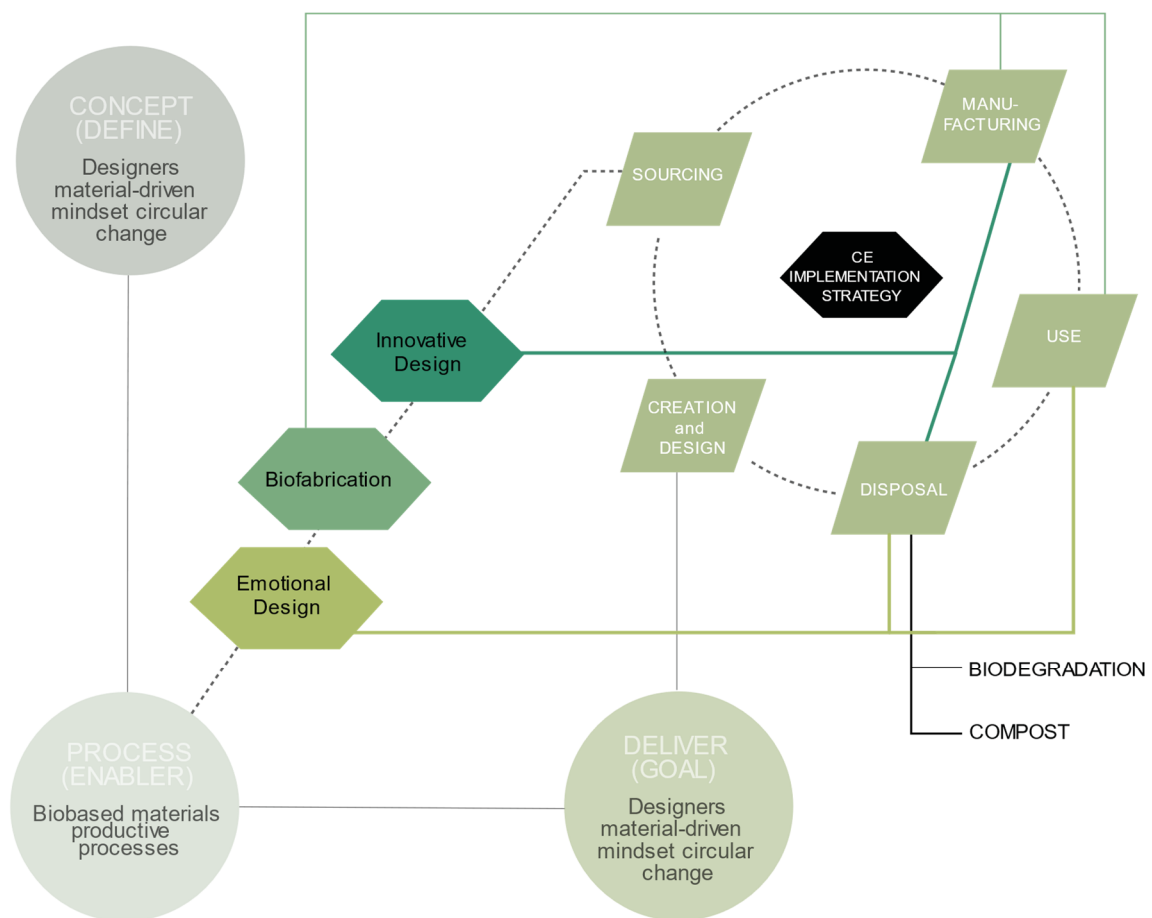 CONCEPT
(DEFINE)
Designers
material-driven
mindset circular
change
MANU-
FACTURING
SOURCING
CE
IMPLEMENTATION
STRATEGY
USE
Innovative
Design
CREATION
and
DESIGN
Biofabrication
DISPOSAL
Emotional
Design
BIODEGRADATION
COMPOST
PROCESS
(ENABLER)
Biobased materials
productive
processes
DELIVER
(GOAL)
Designers
material-driven
mindset circular
change